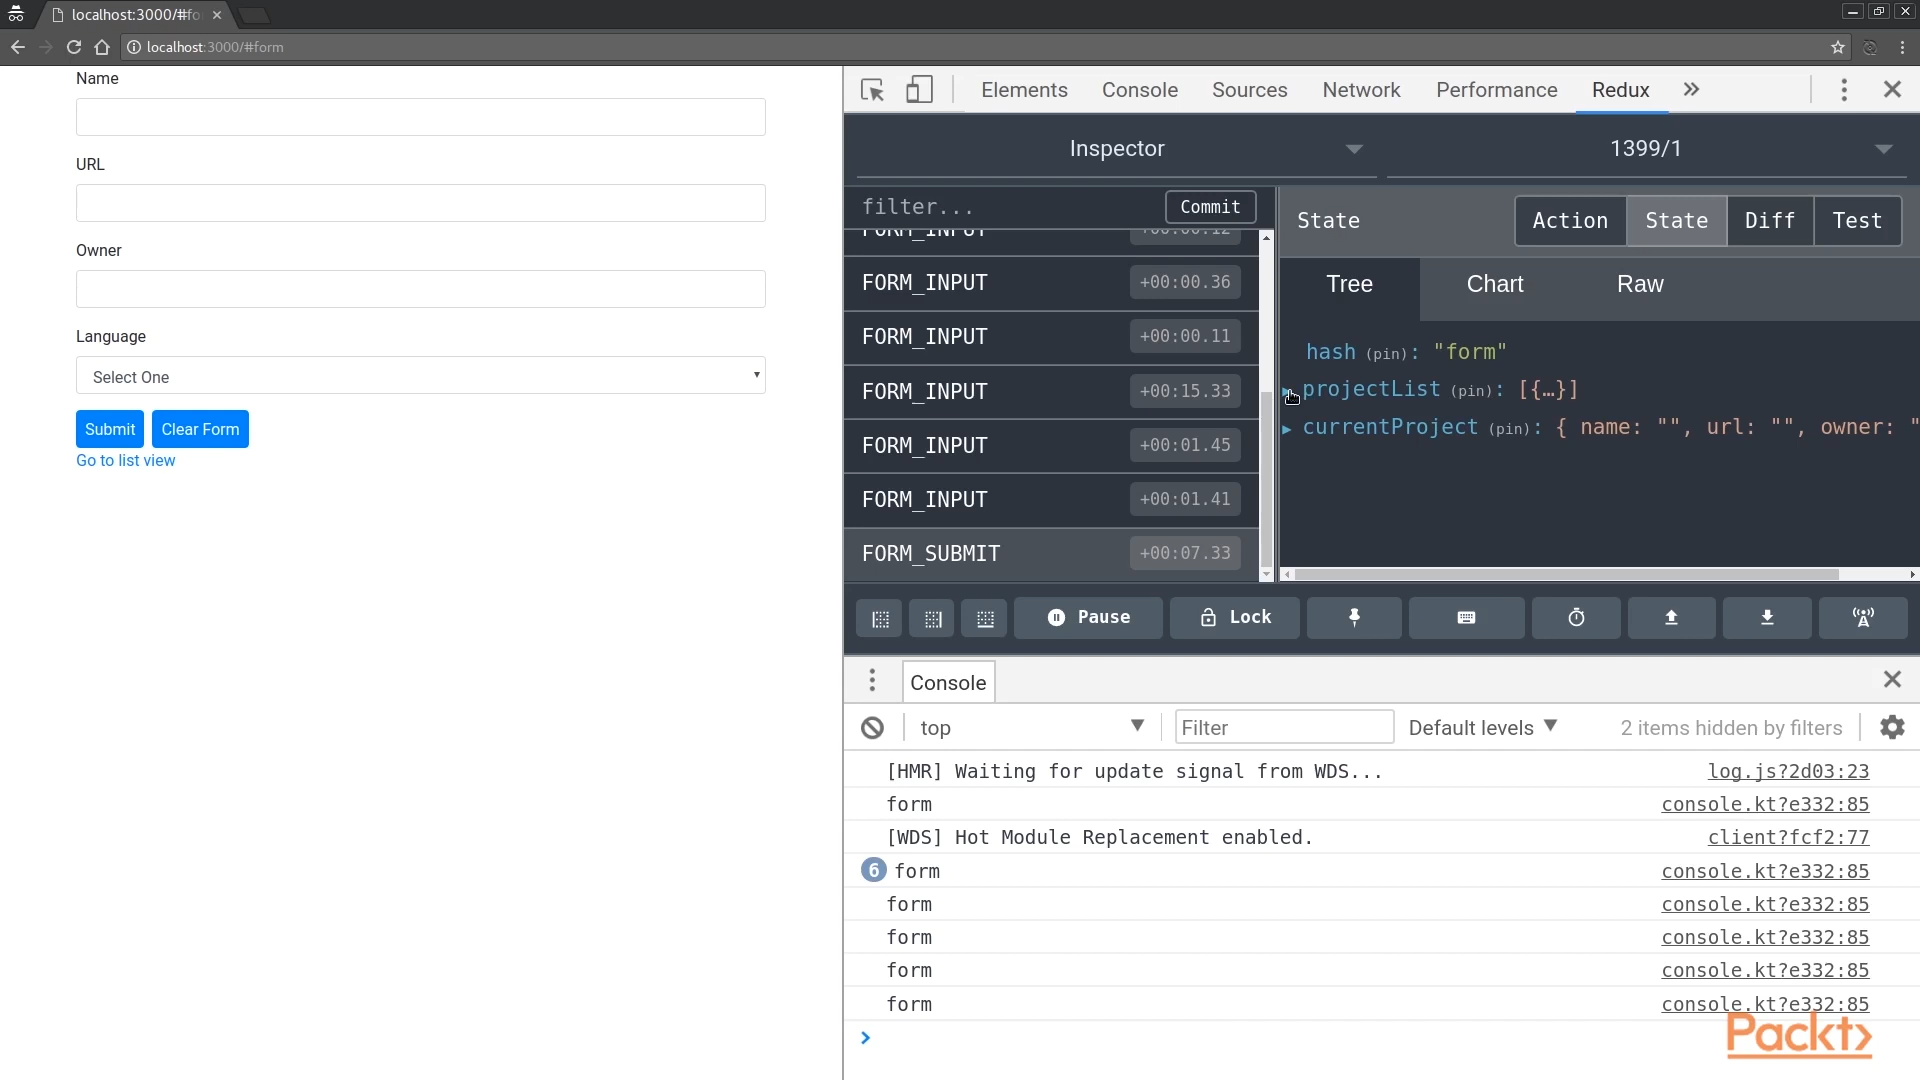 localhost:3000/#fo
localhost:3000/#form
Name
URL
Owner
Language
Select One
Submit Clear Form
Go to list view
Elements Console Sources Network Performance Redux
Inspector 1399/1
filter... Commit
State Action State Diff Test
Tree Chart Raw
FORM_INPUT +00:00.12
FORM_INPUT +00:00.36
FORM_INPUT +00:00.11
FORM_INPUT +00:15.33
FORM_INPUT +00:01.45
FORM_INPUT +00:01.41
FORM_SUBMIT +00:07.33
hash (pin): "form"
projectList (pin): [{…}]
currentProject (pin): { name: "", url: "", owner: "
Pause Lock
Console
top Filter Default levels 2 items hidden by filters
[HMR] Waiting for update signal from WDS... log.js?2d03:23
form console.kt?e332:85
[WDS] Hot Module Replacement enabled. client?fcf2:77
6 form console.kt?e332:85
form console.kt?e332:85
form console.kt?e332:85
form console.kt?e332:85
form console.kt?e332:85
Packt>